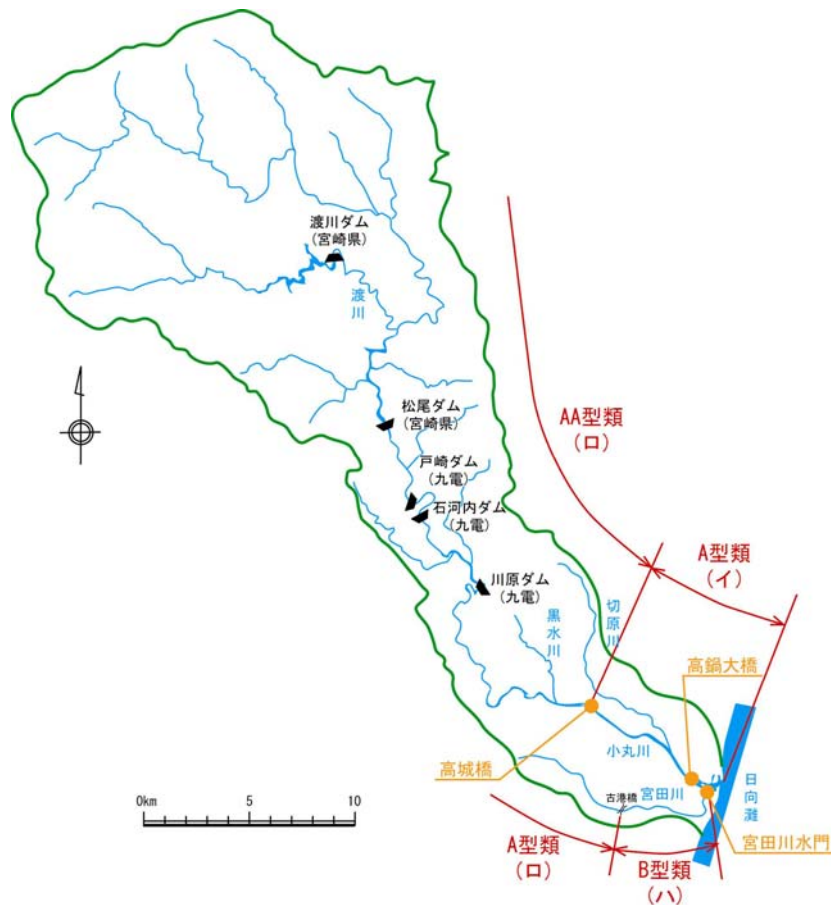 渡川ダム
(宮崎県)
渡川
松尾ダム
(宮崎県)
戸崎ダム
(九電)
石河内ダム
(九電)
川原ダム
(九電)
AA型類
(ロ)
A型類
(イ)
切原川
黒水川
高鍋大橋
小丸川
高城橋
日向灘
宮田川
古港橋
宮田川水門
0km 5 10
A型類
(ロ)
B型類
(ハ)